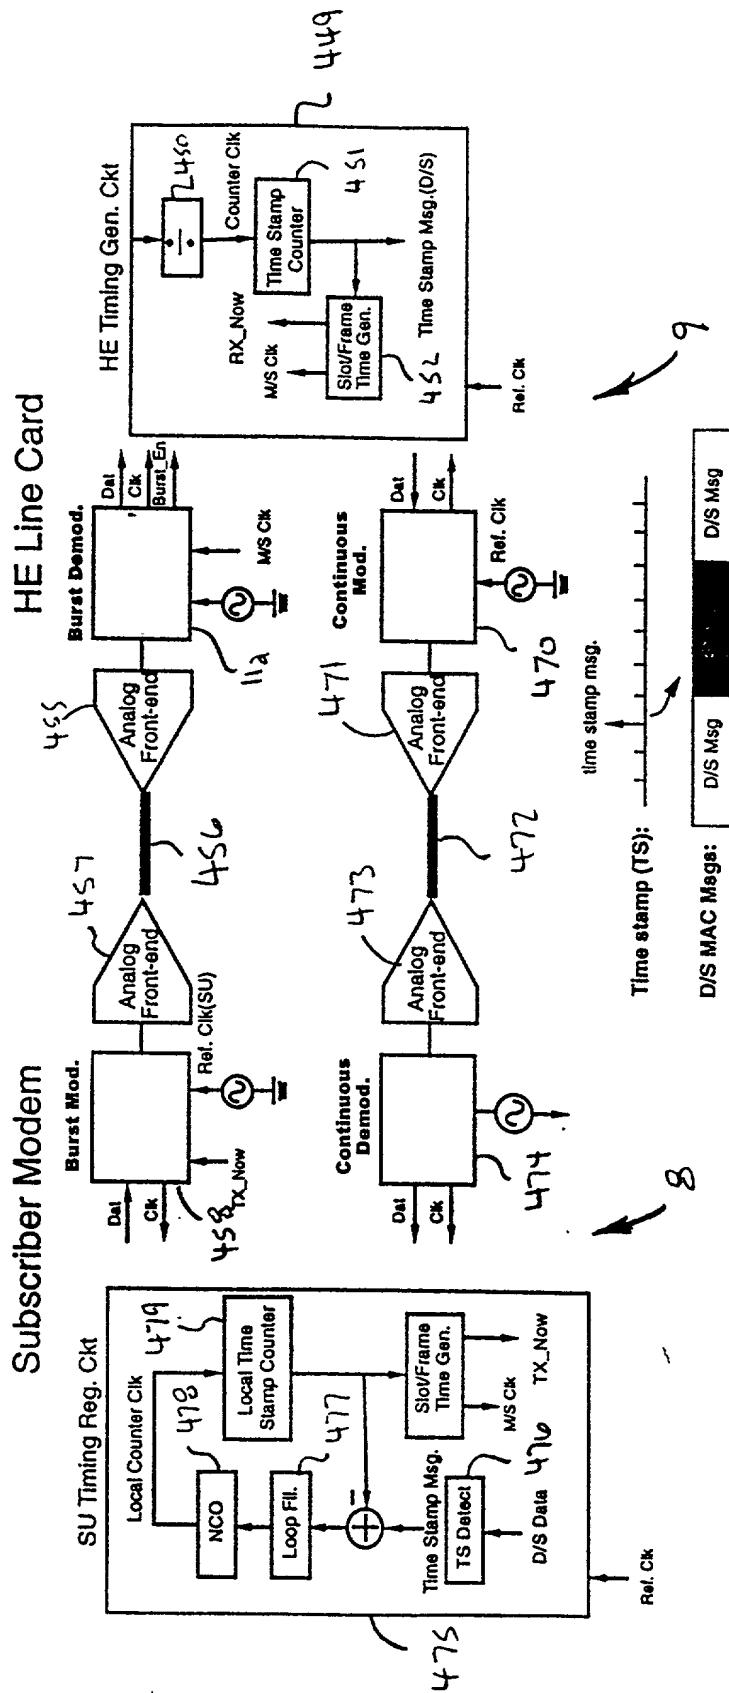 Subscriber Modem
HE Line Card
SU Timing Reg. Ckt
Local Counter Clk
478
479
NCO
Local Time
Stamp Counter
477
Loop Fil.
−
+
Time Stamp Msg.
Slot/Frame
Time Gen.
TS Detect
476
M/S Clk
TX_Now
D/S Data
475
Ref. Clk
Burst Mod.
Dat
Clk
458
TX_Now
Ref. Clk(SU)
457
Analog
Front-end
456
455
Analog
Front-end
Burst Demod.
Dat
Clk
Burst_En
112
M/S Clk
Continuous
Demod.
Dat
Clk
474
473
Analog
Front-end
472
471
Analog
Front-end
Continuous
Mod.
Dat
Clk
470
Ref. Clk
8
9
HE Timing Gen. Ckt
÷
450
Counter Clk
RX_Now
M/S Clk
Time Stamp
Counter
451
Slot/Frame
Time Gen.
452
Time Stamp Msg.(D/S)
449
Ref. Clk
time stamp msg.
Time stamp (TS):
D/S MAC Msgs:
D/S Msg
D/S Msg